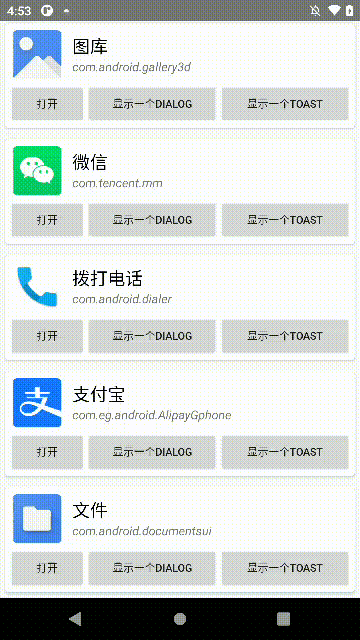 4:53
图库
com.android.gallery3d
打开 显示一个DIALOG 显示一个TOAST
微信
com.tencent.mm
打开 显示一个DIALOG 显示一个TOAST
拨打电话
com.android.dialer
打开 显示一个DIALOG 显示一个TOAST
支付宝
com.eg.android.AlipayGphone
打开 显示一个DIALOG 显示一个TOAST
文件
com.android.documentsui
打开 显示一个DIALOG 显示一个TOAST